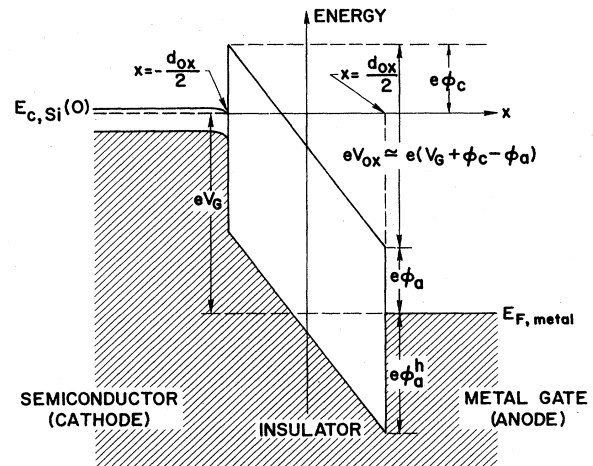 ENERGY
x=-dox/2
x=dox/2
eϕc
Ec,Si(0)
x
eVox ≃ e(VG+ϕc-ϕa)
eVG
eϕa
EF, metal
eϕa^h
SEMICONDUCTOR
(CATHODE)
METAL GATE
(ANODE)
INSULATOR